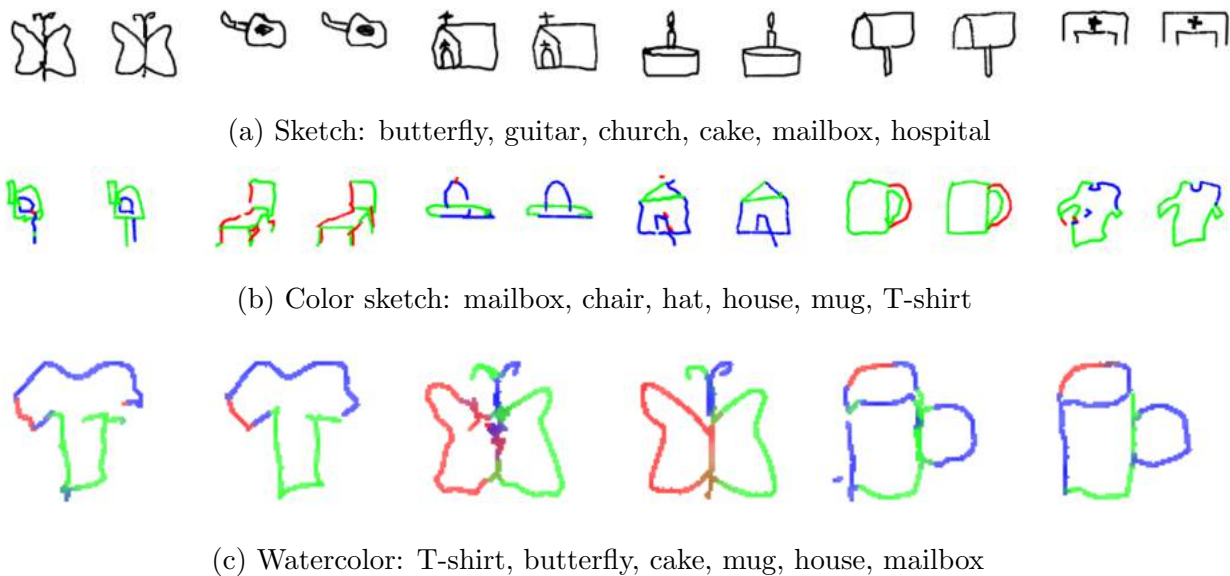 (a) Sketch: butterfly, guitar, church, cake, mailbox, hospital
(b) Color sketch: mailbox, chair, hat, house, mug, T-shirt
(c) Watercolor: T-shirt, butterfly, cake, mug, house, mailbox